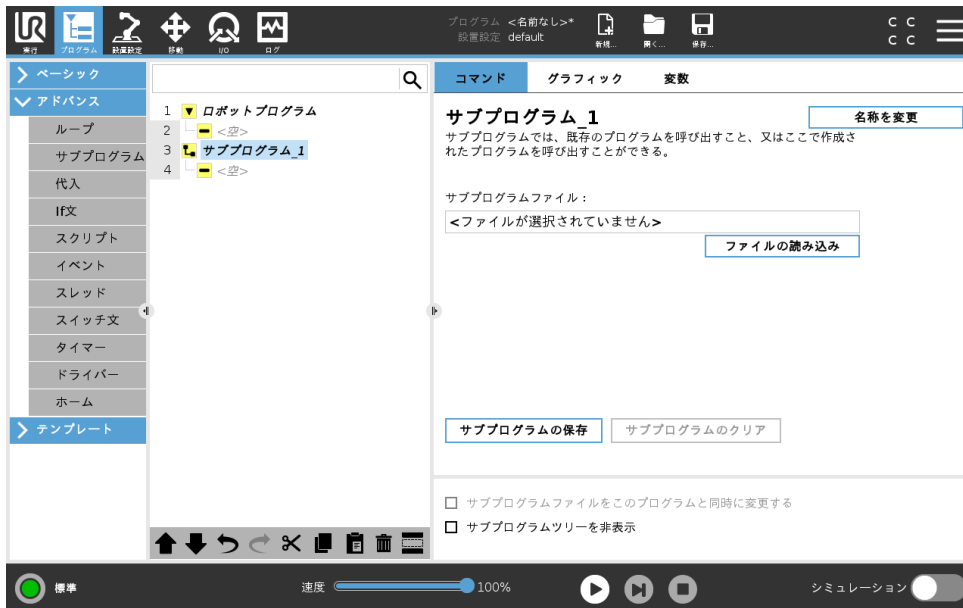 UR
実行
プログラム
設置設定
移動
I/O
ログ
プログラム <名前なし>*
設置設定 default
新規...
開く...
保存...
C C
C C
ベーシック
アドバンス
ループ
サブプログラム
代入
If文
スクリプト
イベント
スレッド
スイッチ文
タイマー
ドライバー
ホーム
テンプレート
1 ロボットプログラム
2 <空>
3 サブプログラム_1
4 <空>
コマンド グラフィック 変数
サブプログラム_1
名称を変更
サブプログラムでは、既存のプログラムを呼び出すこと、又はここで作成さ
れたプログラムを呼び出すことができる。
サブプログラムファイル：
<ファイルが選択されていません>
ファイルの読み込み
サブプログラムの保存 サブプログラムのクリア
サブプログラムファイルをこのプログラムと同時に変更する
サブプログラムツリーを非表示
標準
速度 100%
シミュレーション